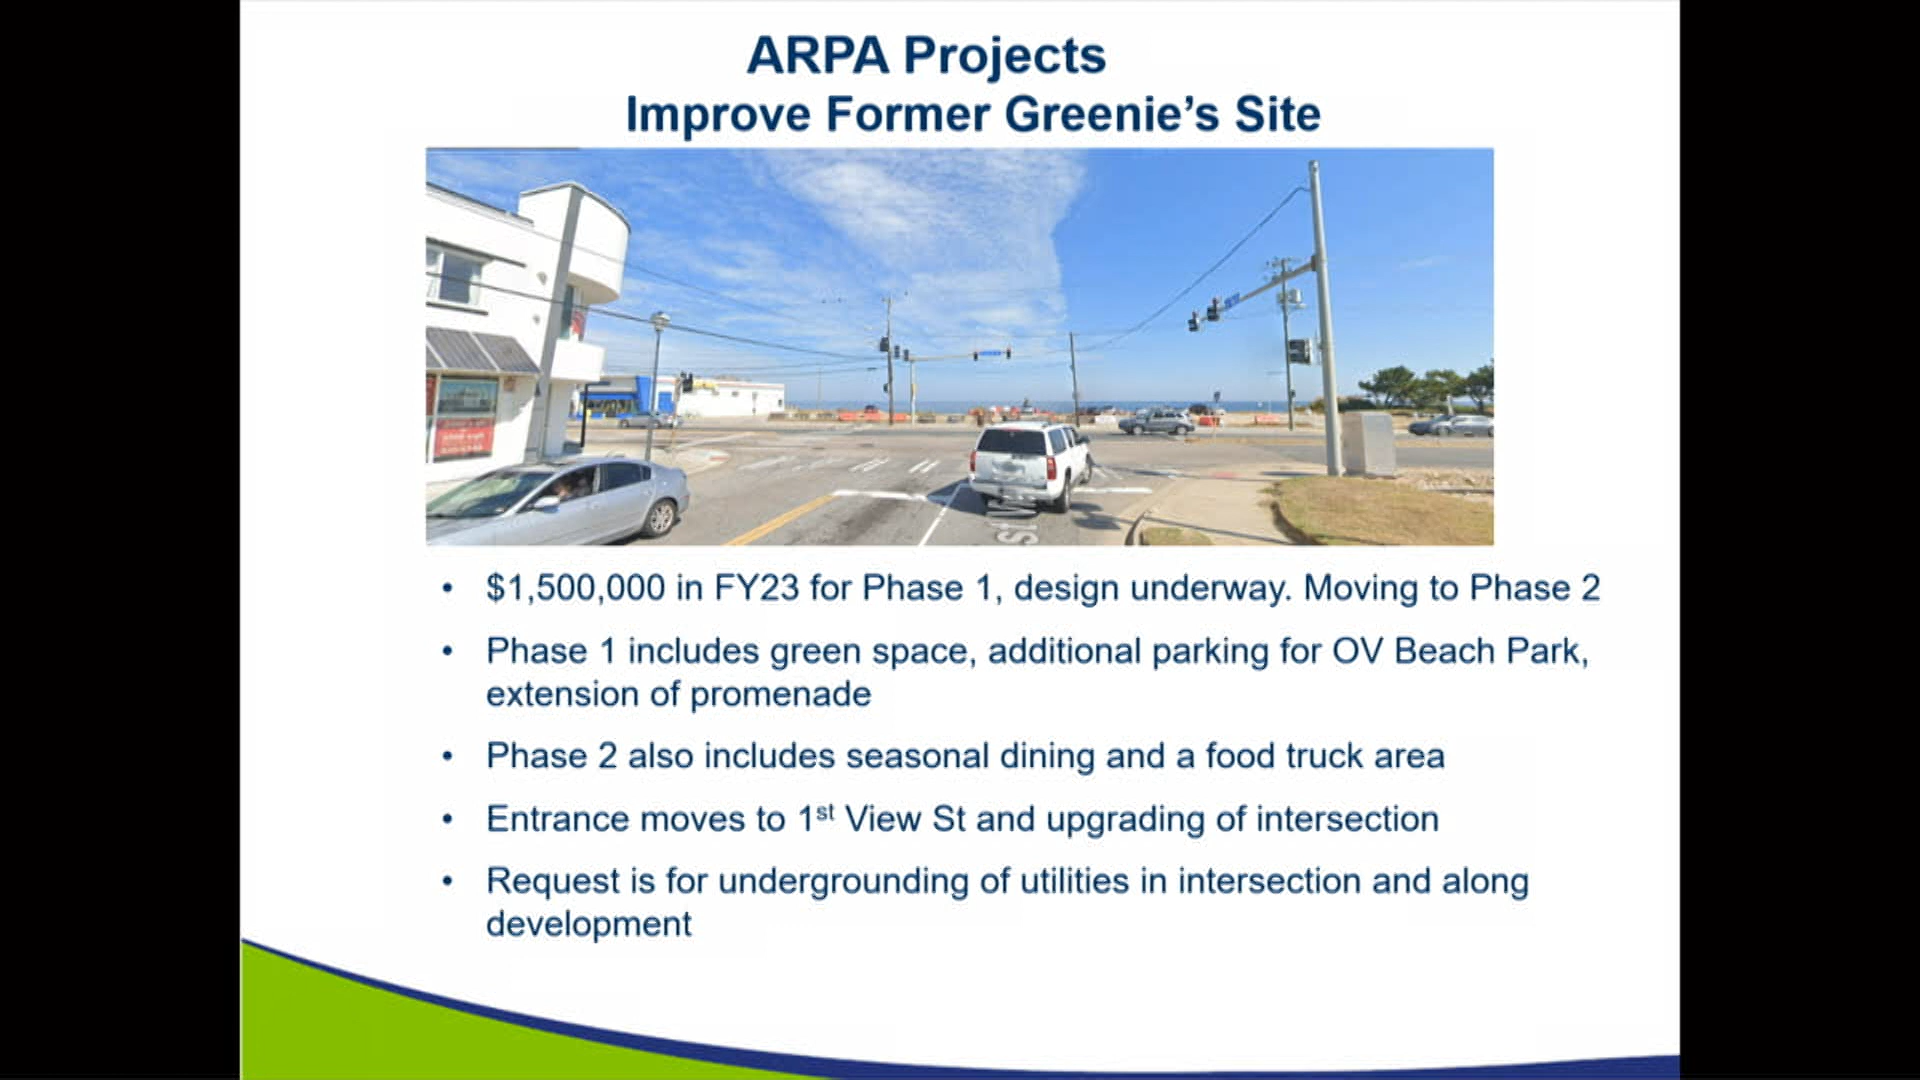 ARPA Projects
Improve Former Greenie’s Site
• $1,500,000 in FY23 for Phase 1, design underway. Moving to Phase 2
• Phase 1 includes green space, additional parking for OV Beach Park,
extension of promenade
• Phase 2 also includes seasonal dining and a food truck area
• Entrance moves to 1st View St and upgrading of intersection
• Request is for undergrounding of utilities in intersection and along
development